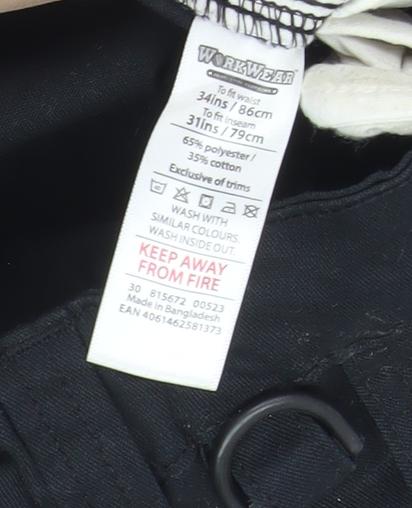 WORKWEAR
To fit waist
34ins / 86cm
To fit inseam
31ins / 79cm
65% polyester /
35% cotton
Exclusive of trims
WASH WITH
SIMILAR COLOURS.
WASH INSIDE OUT.
KEEP AWAY
FROM FIRE
30 815672 00523
Made in Bangladesh
EAN 4061462581373